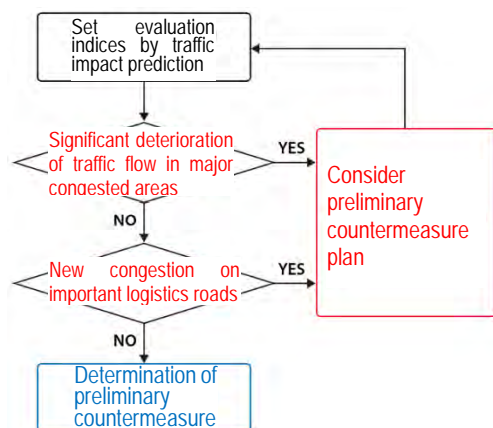 Set evaluation
indices by traffic
impact prediction
Significant deterioration
of traffic flow in major
congested areas
YES
Consider
preliminary
countermeasure
plan
NO
New congestion on
important logistics roads
YES
NO
Determination of
preliminary
countermeasure